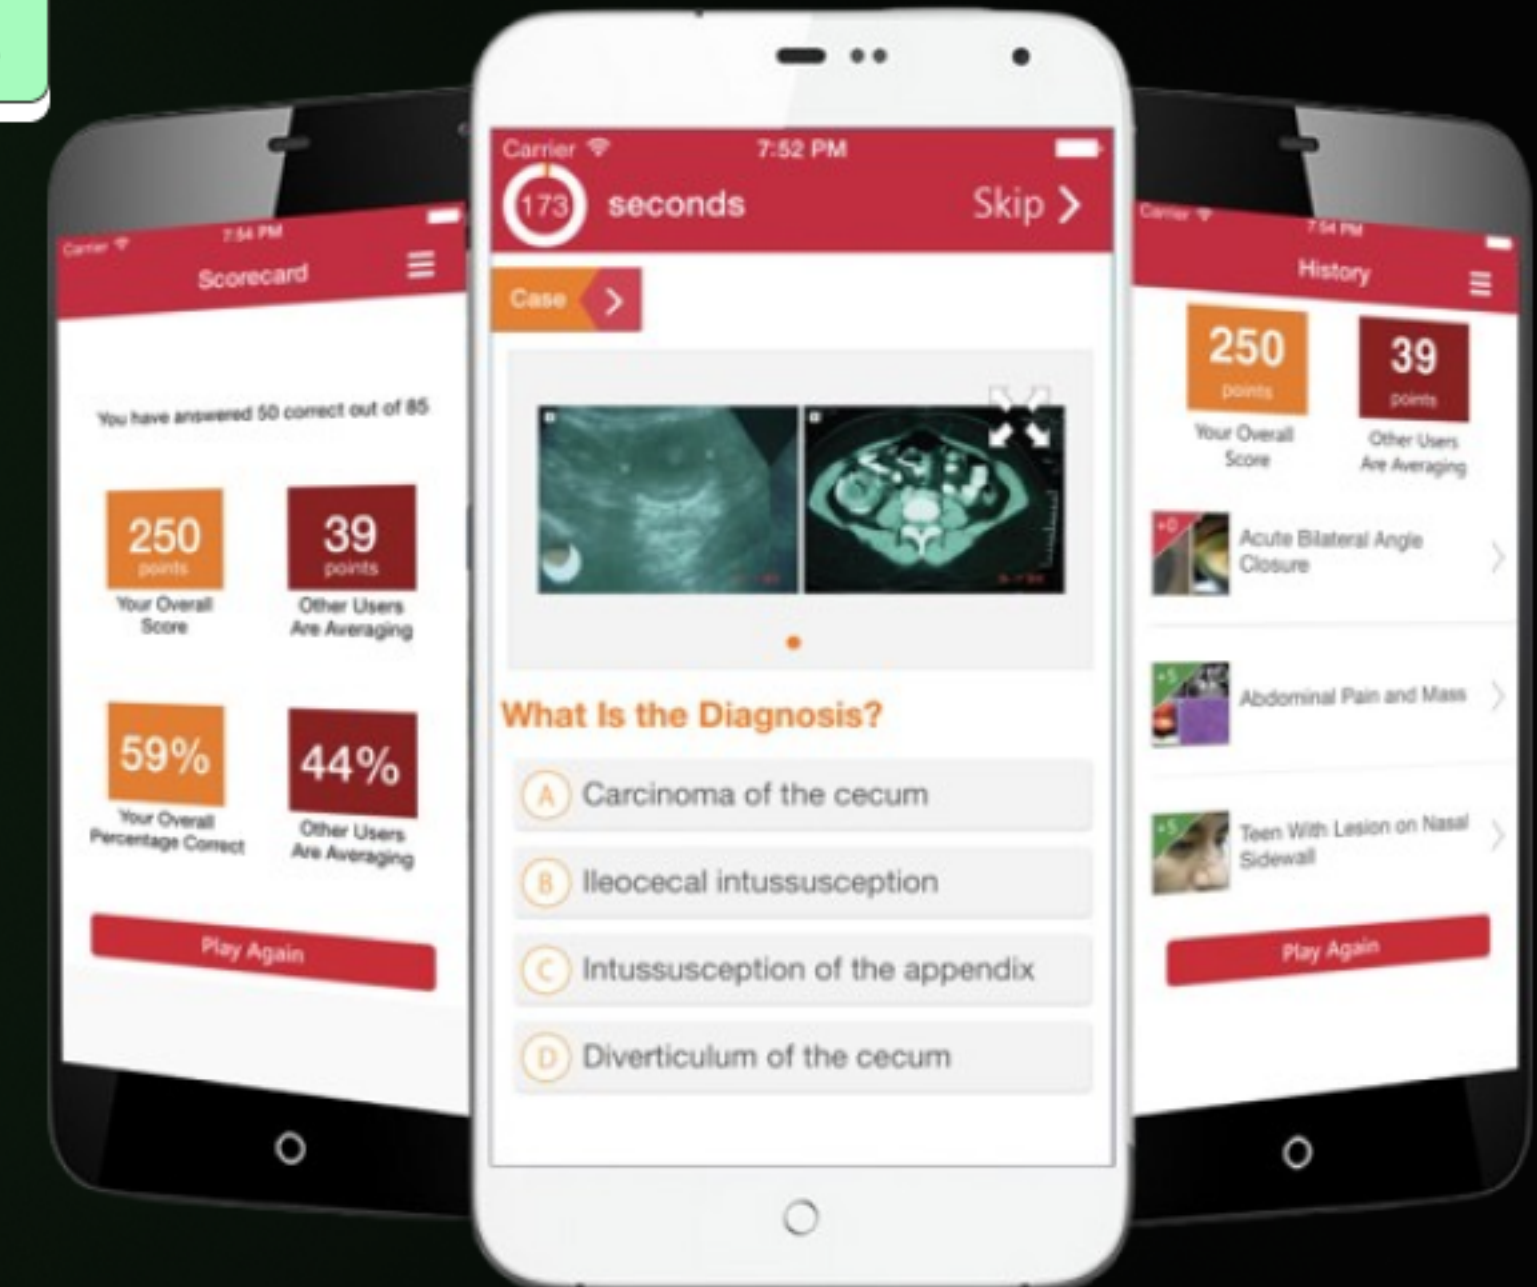 Carrier
7:54 PM
Scorecard
You have answered 50 correct out of 85
250
points
Your Overall
Score
39
points
Other Users
Are Averaging
59%
Your Overall
Percentage Correct
44%
Other Users
Are Averaging
Play Again
Carrier
7:52 PM
173
seconds
Skip
Case
What Is the Diagnosis?
A
Carcinoma of the cecum
B
Ileocecal intussusception
C
Intussusception of the appendix
D
Diverticulum of the cecum
Carrier
7:54 PM
History
250
points
Your Overall
Score
39
points
Other Users
Are Averaging
+0
Acute Bilateral Angle
Closure
+5
Abdominal Pain and Mass
+5
Teen With Lesion on Nasal
Sidewall
Play Again